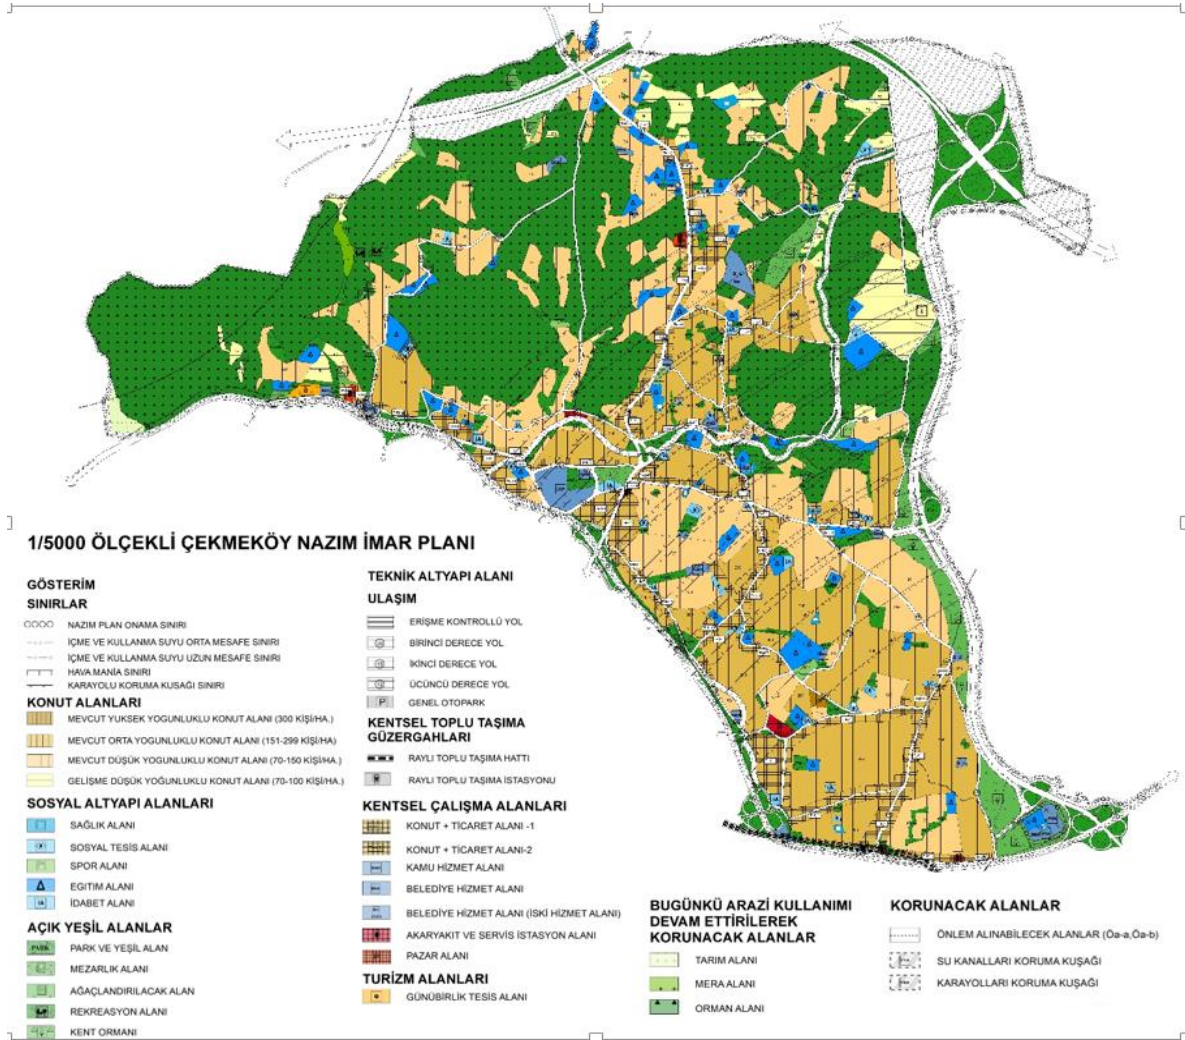 1/5000 ÖLÇEKLİ ÇEKMEKÖY NAZIM İMAR PLANI
GÖSTERİM
SINIRLAR
NAZIM PLAN ONAMA SINIRI
İÇME VE KULLANMA SUYU ORTA MESAFE SINIRI
İÇME VE KULLANMA SUYU UZUN MESAFE SINIRI
HAVA MANİA SINIRI
KARAYOLU KORUMA KUSAĞI SINIRI
KONUT ALANLARI
MEVCUT YUKSEK YOGUNLUKLU KONUT ALANI (300 KİŞİ/HA.)
MEVCUT ORTA YOGUNLUKLU KONUT ALANI (151-299 KİŞİ/HA)
MEVCUT DÜŞÜK YOGUNLUKLU KONUT ALANI (70-150 KİŞİ/HA.)
GELİŞME DÜŞÜK YOĞUNLUKLU KONUT ALANI (70-100 KİŞİ/HA.)
SOSYAL ALTYAPI ALANLARI
SAĞLIK ALANI
SOSYAL TESİS ALANI
SPOR ALANI
EGITIM ALANI
İDABET ALANI
AÇIK YEŞİL ALANLAR
PARK VE YEŞİL ALAN
MEZARLIK ALANI
AĞAÇLANDIRILACAK ALAN
REKREASYON ALANI
KENT ORMANI
TEKNİK ALTYAPI ALANI
ULAŞIM
ERİŞME KONTROLLÜ YOL
BİRİNCİ DERECE YOL
İKİNCİ DERECE YOL
ÜCÜNCÜ DERECE YOL
P GENEL OTOPARK
KENTSEL TOPLU TAŞIMA
GÜZERGAHLARI
RAYLI TOPLU TAŞIMA HATTI
RAYLI TOPLU TAŞIMA İSTASYONU
KENTSEL ÇALIŞMA ALANLARI
KONUT + TİCARET ALANI -1
KONUT + TİCARET ALANI-2
KAMU HİZMET ALANI
BELEDİYE HİZMET ALANI
BELEDİYE HİZMET ALANI (İSKİ HİZMET ALANI)
AKARYAKIT VE SERVİS İSTASYON ALANI
PAZAR ALANI
TURİZM ALANLARI
GÜNÜBİRLİK TESİS ALANI
BUGÜNKÜ ARAZİ KULLANIMI
DEVAM ETTİRİLEREK
KORUNACAK ALANLAR
TARIM ALANI
MERA ALANI
ORMAN ALANI
KORUNACAK ALANLAR
ÖNLEM ALINABİLECEK ALANLAR (Öa-a,Öa-b)
SU KANALLARI KORUMA KUŞAĞI
KARAYOLLARI KORUMA KUŞAĞI